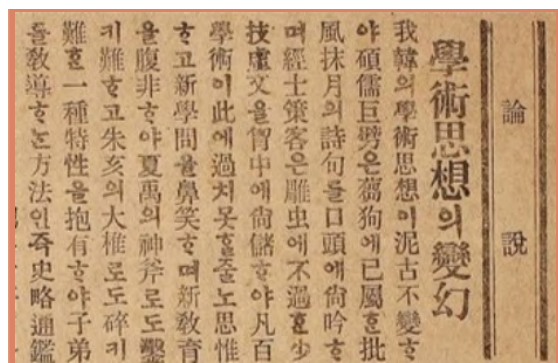 論說
學術思想의變幻
我韓의學術思想이泥古不變ᄒ
야碩儒巨擘은蒭狗에已屬ᄒᆞᆫ批
風抹月의詩句ᄅᆞᆯ口頭에尙吟ᄒ
며經士策客은雕虫에不過ᄒᆞᆫ少
技虛文을胷中에尙儲ᄒᆞ야凡百
學術이此에過치못ᄒᆞᆯ줄노思惟
ᄒᆞ고新學問을鼻笑ᄒᆞ며新敎育
을腹非ᄒᆞ야夏禹의神斧로도鑿
키難ᄒᆞ고朱亥의大椎로도碎키
難ᄒᆞᆫ一種特性을抱有ᄒᆞ야子弟
들敎導ᄒᆞᄂᆞᆫ方法인즉史略通鑑